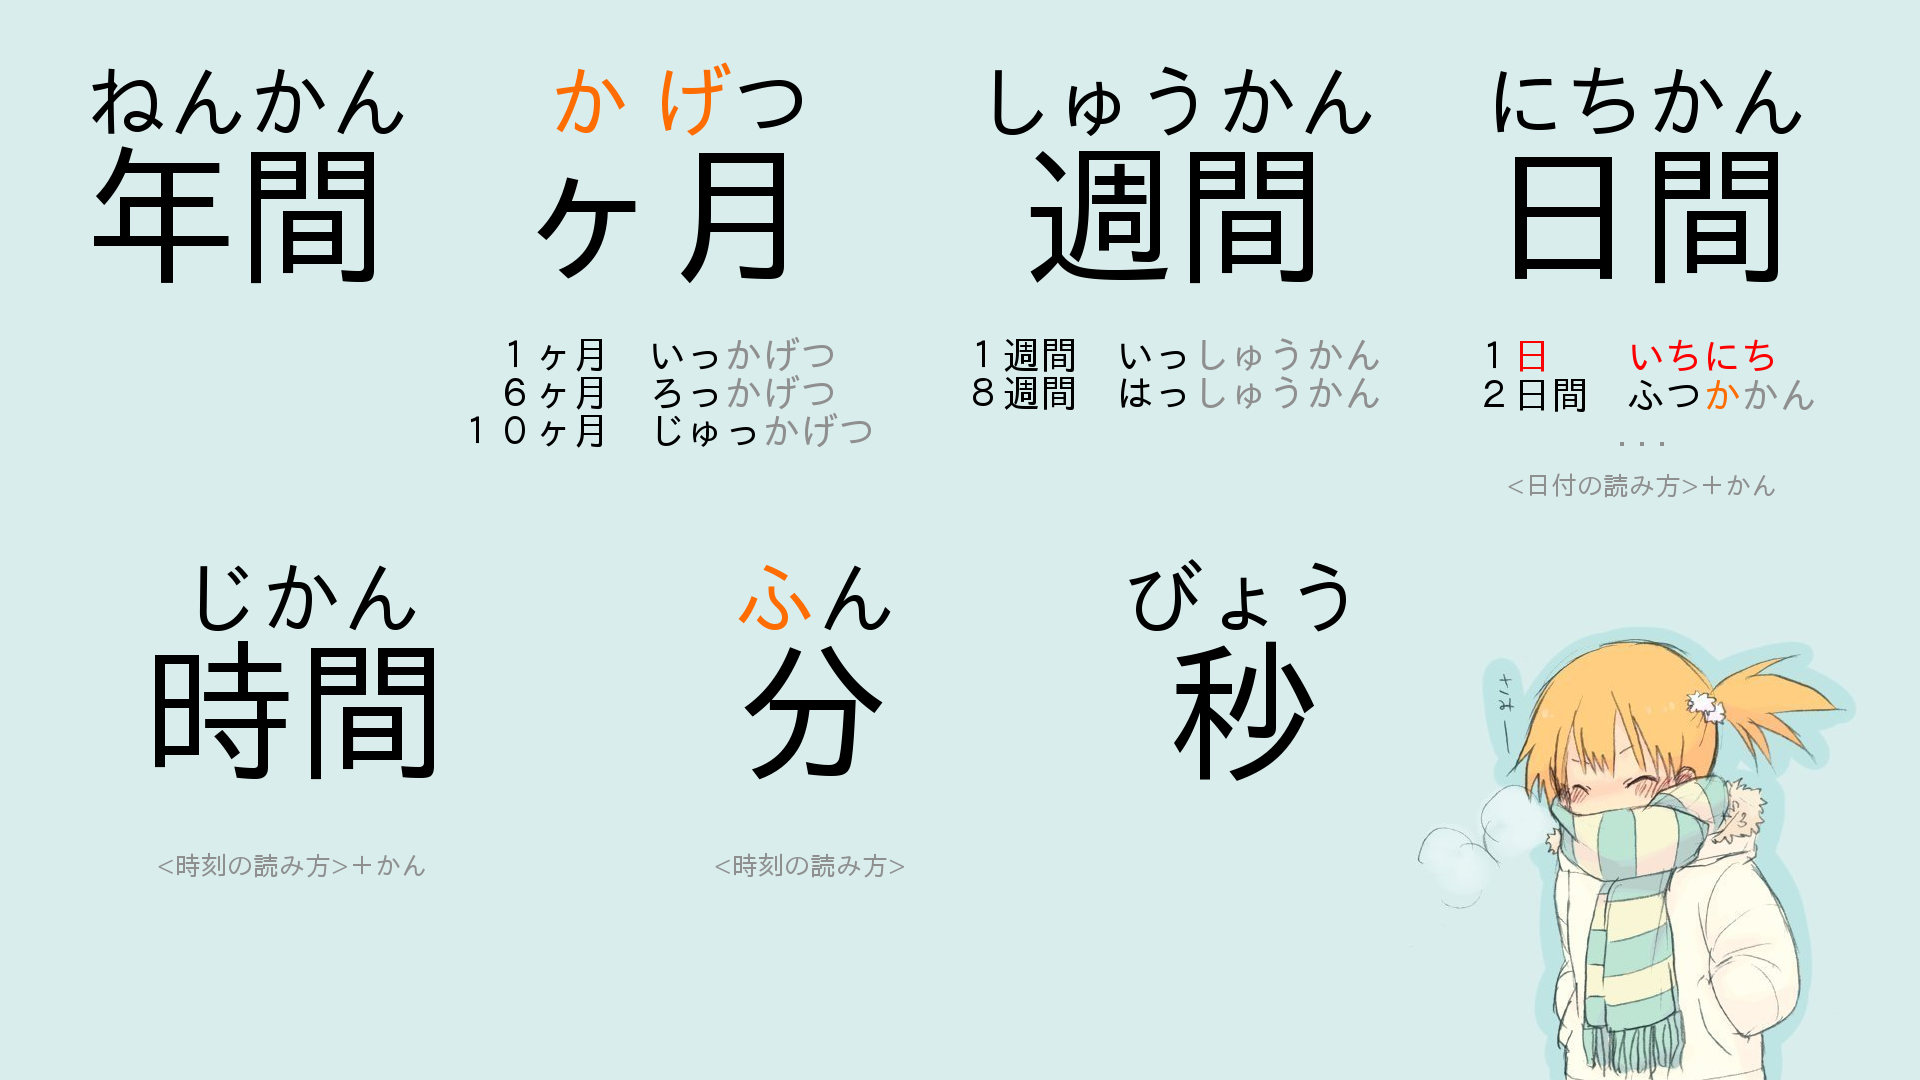 ねんかん
年間
か げつ
ヶ月
１ヶ月　いっかげつ
６ヶ月　ろっかげつ
１０ヶ月　じゅっかげつ
しゅうかん
週間
１週間　いっしゅうかん
８週間　はっしゅうかん
にちかん
日間
１日　いちにち
２日間　ふつかかん
...
<日付の読み方>＋かん
じかん
時間
<時刻の読み方>＋かん
ふん
分
<時刻の読み方>
びょう
秒
さみー